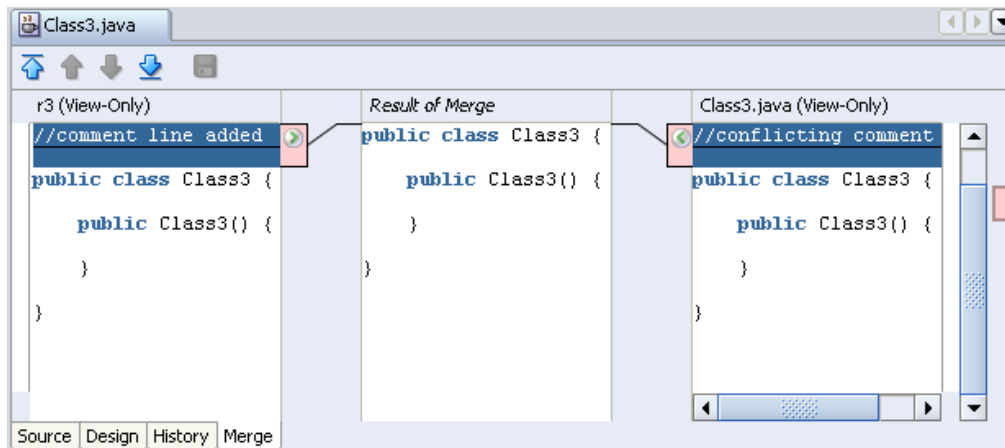 Class3.java
r3 (View-Only)
//comment line added
public class Class3 {
public Class3() {
}
}
Result of Merge
public class Class3 {
public Class3() {
}
}
Class3.java (View-Only)
//conflicting comment
public class Class3 {
public Class3() {
}
}
Source Design History Merge